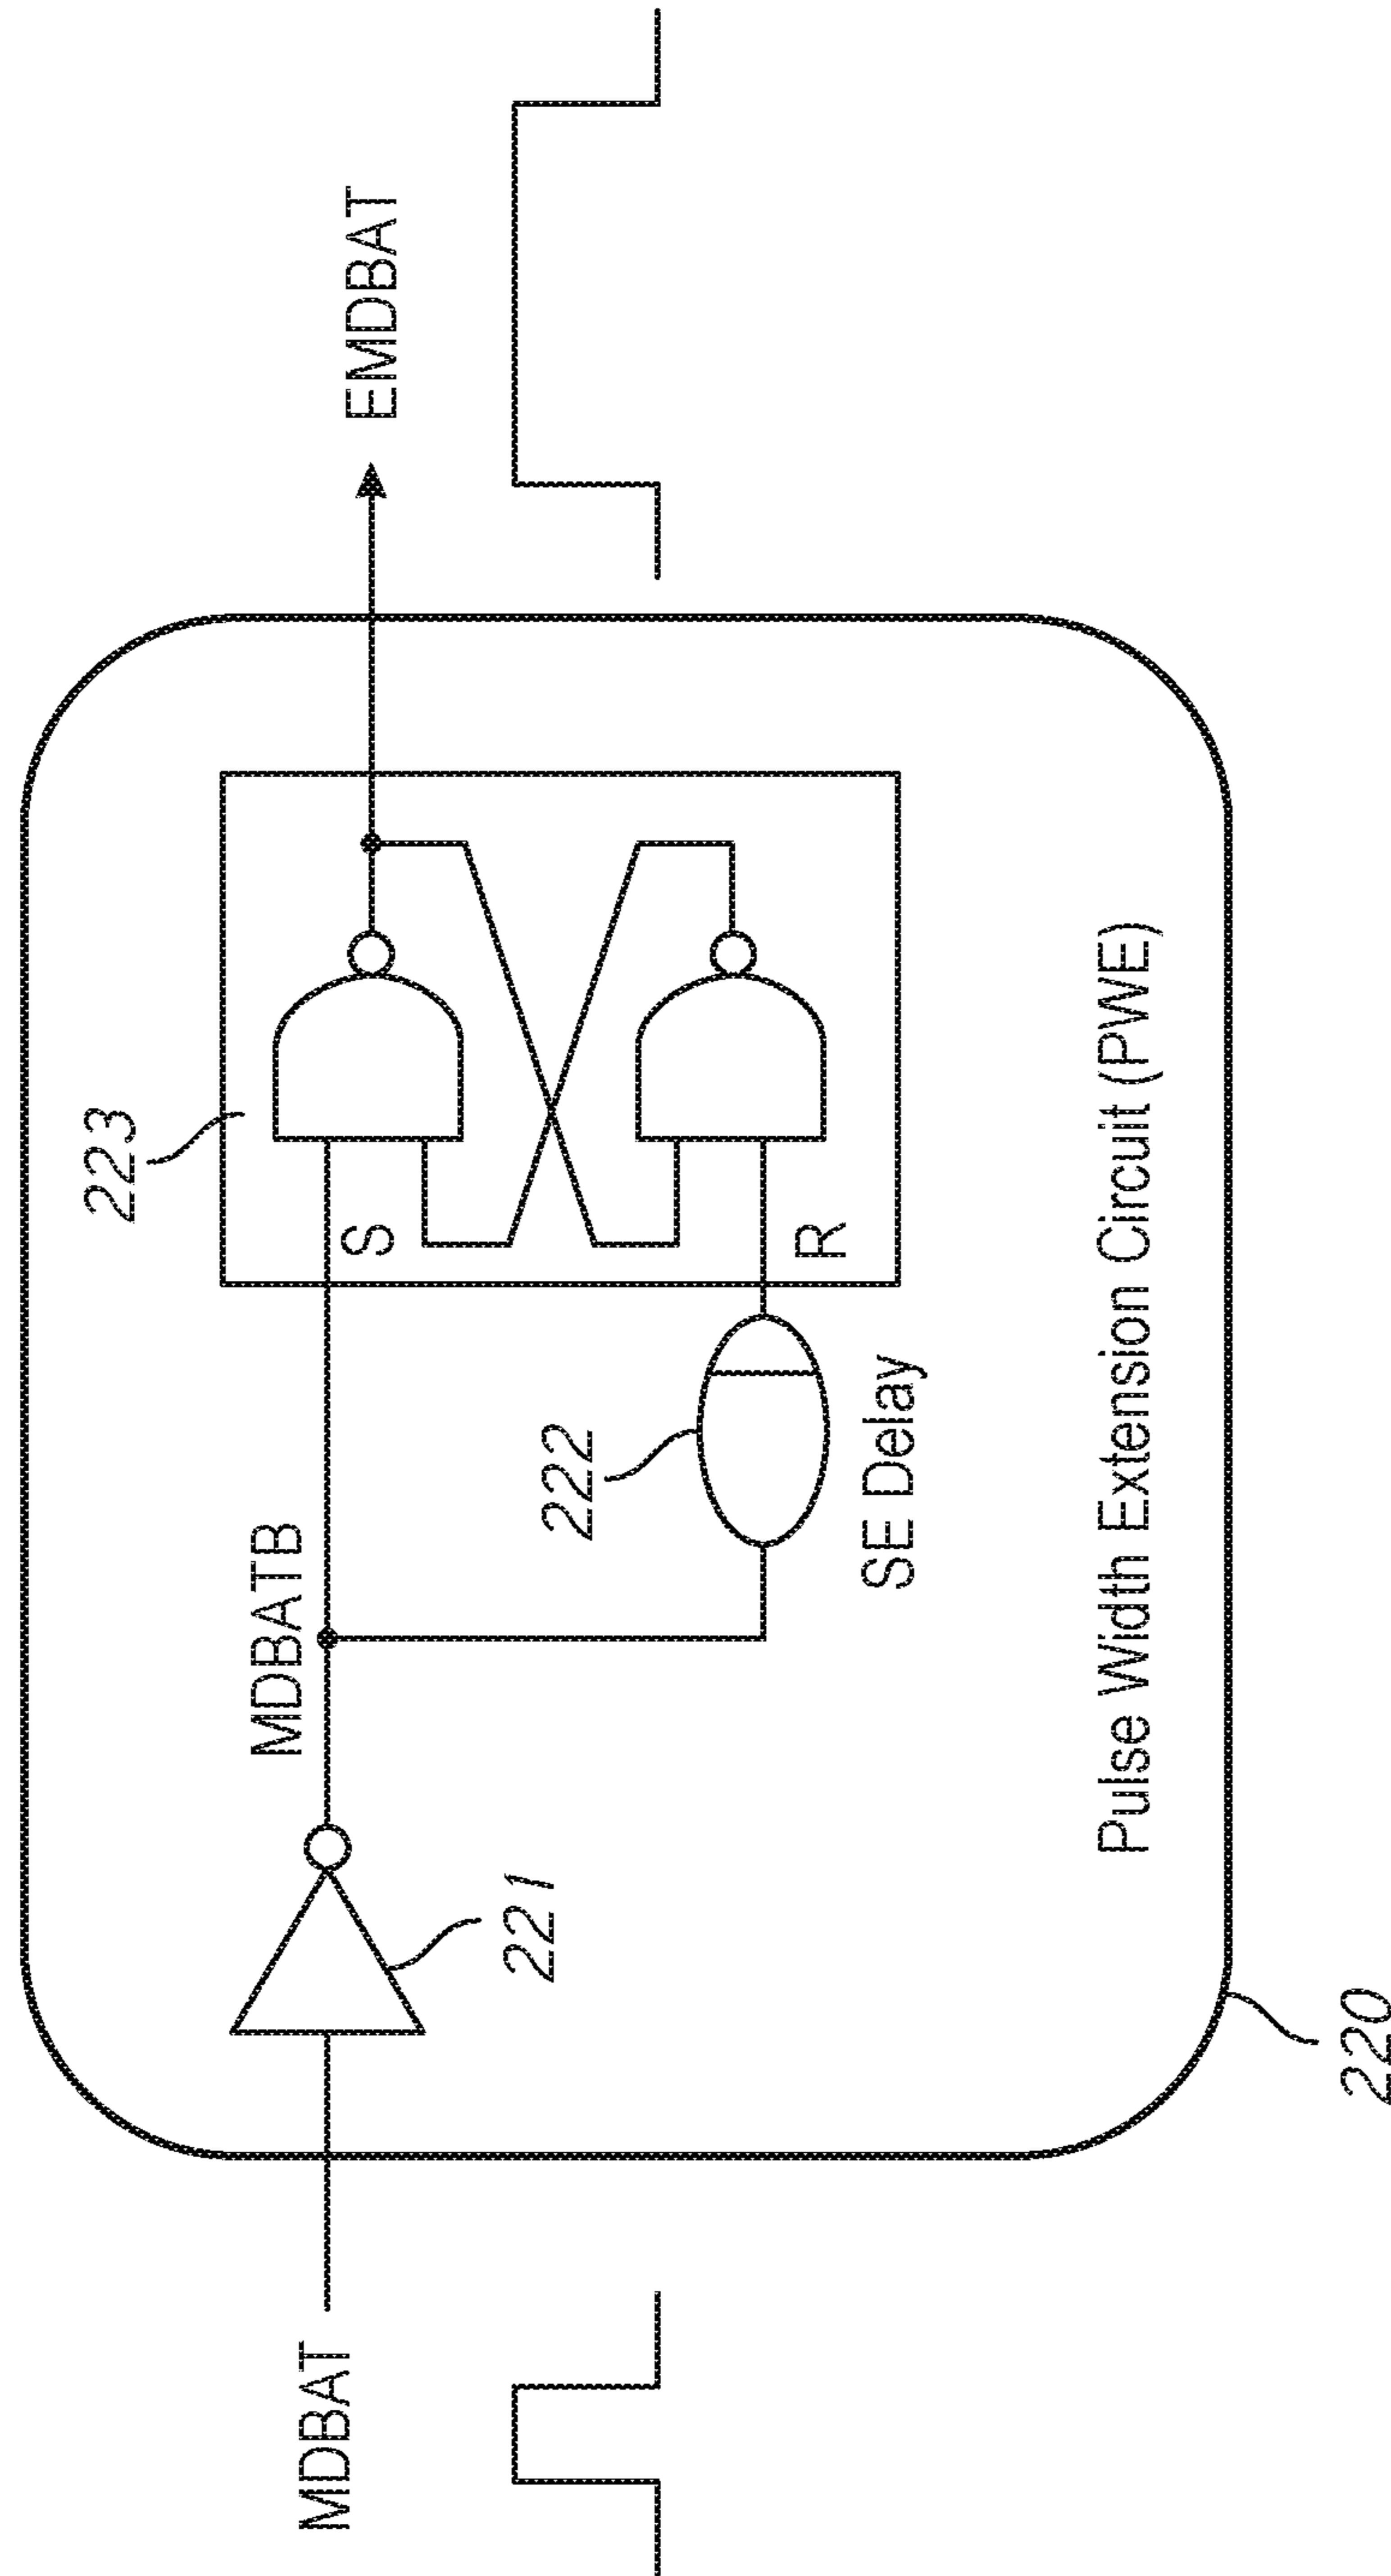 MDBAT
221
MDBATB
222
SE Delay
223
S
R
EMDBAT
Pulse Width Extension Circuit (PWE)
220